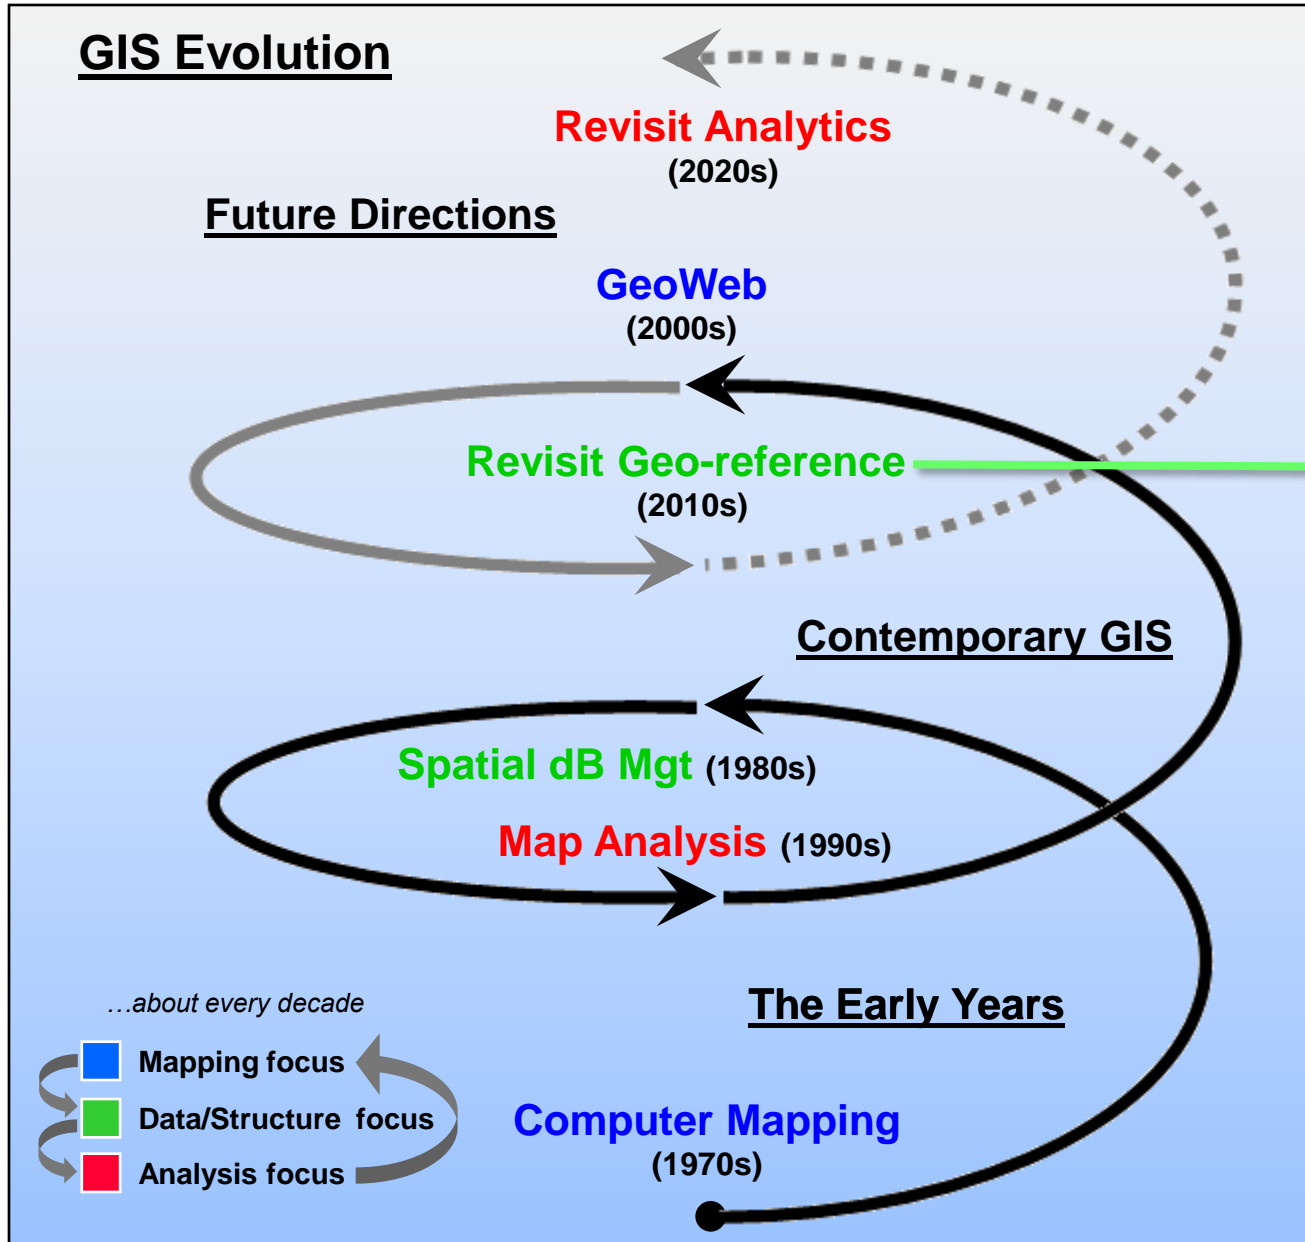 GIS Evolution
Revisit Analytics
(2020s)
Future Directions
GeoWeb
(2000s)
Revisit Geo-reference
(2010s)
Contemporary GIS
Spatial dB Mgt (1980s)
Map Analysis (1990s)
The Early Years
…about every decade
Mapping focus
Data/Structure focus
Analysis focus
Computer Mapping
(1970s)